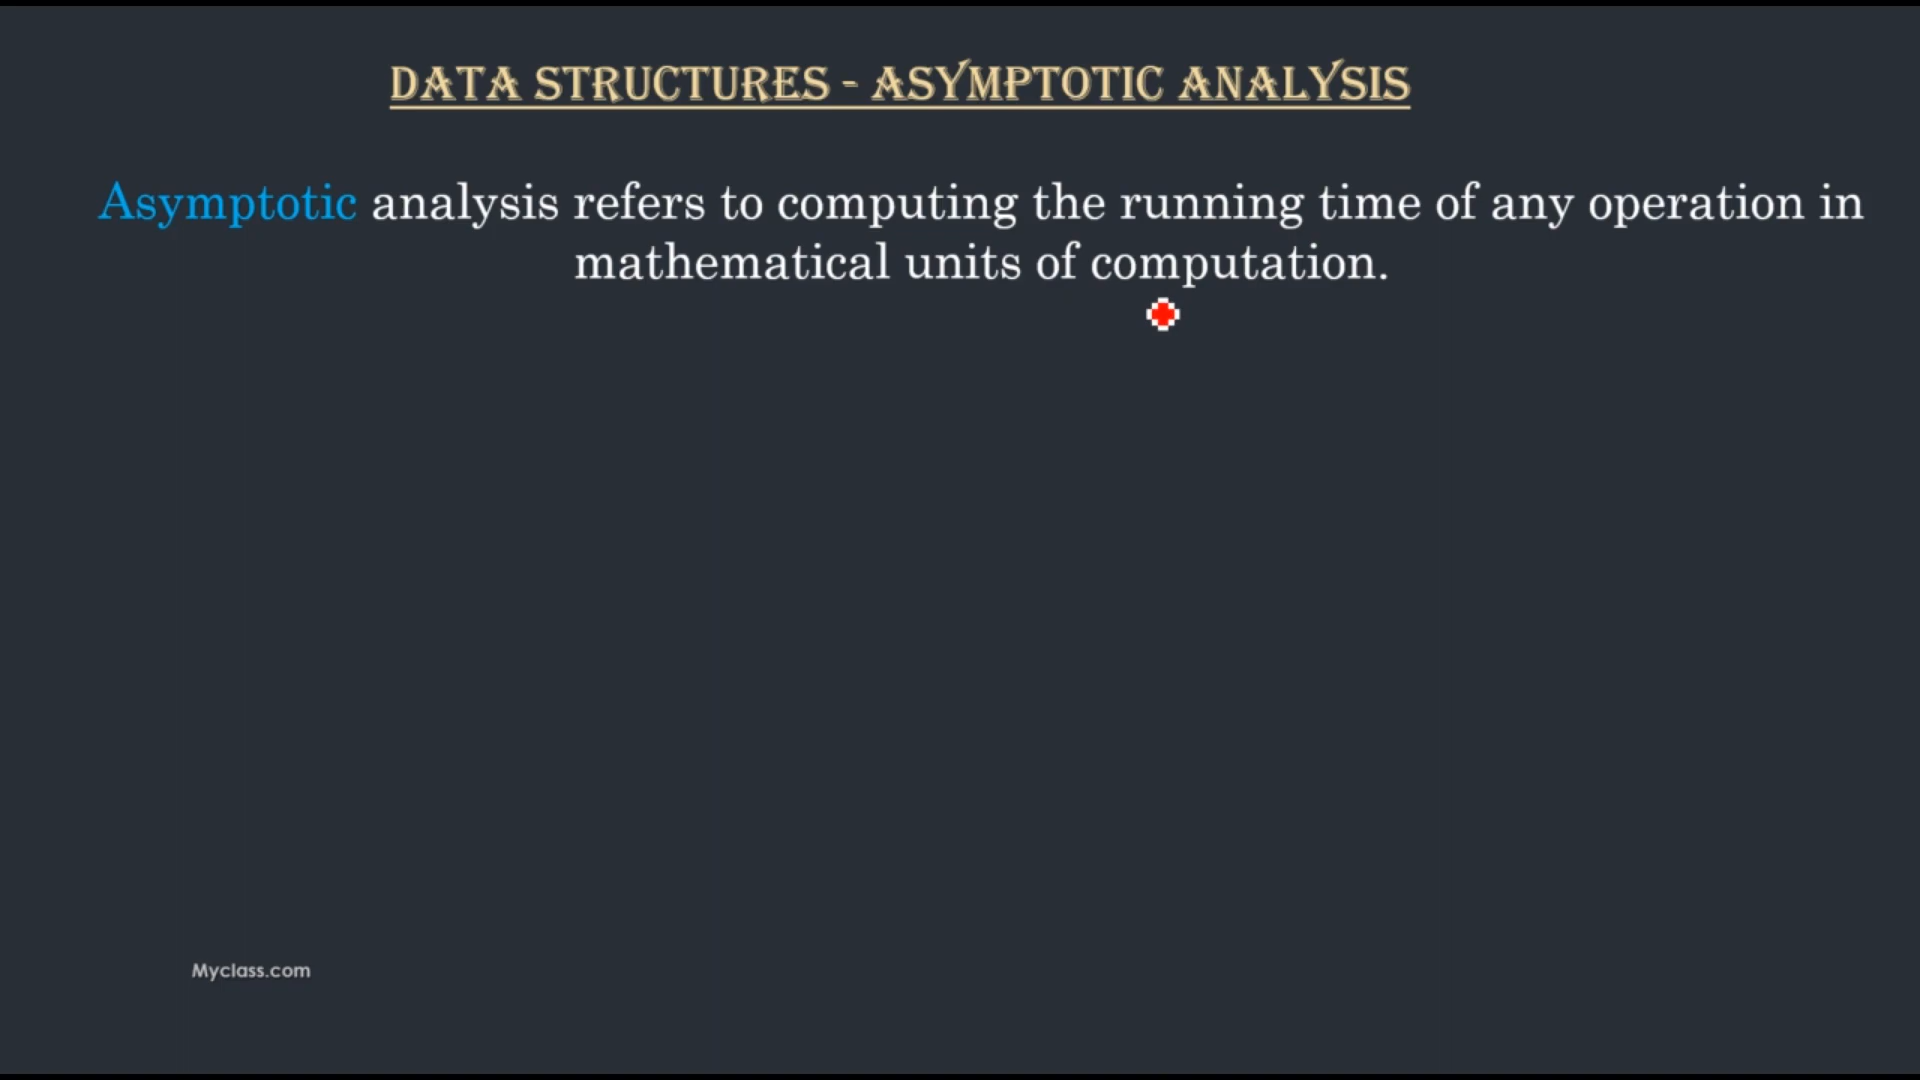 DATA STRUCTURES - ASYMPTOTIC ANALYSIS
Asymptotic analysis refers to computing the running time of any operation in
mathematical units of computation.
Myclass.com